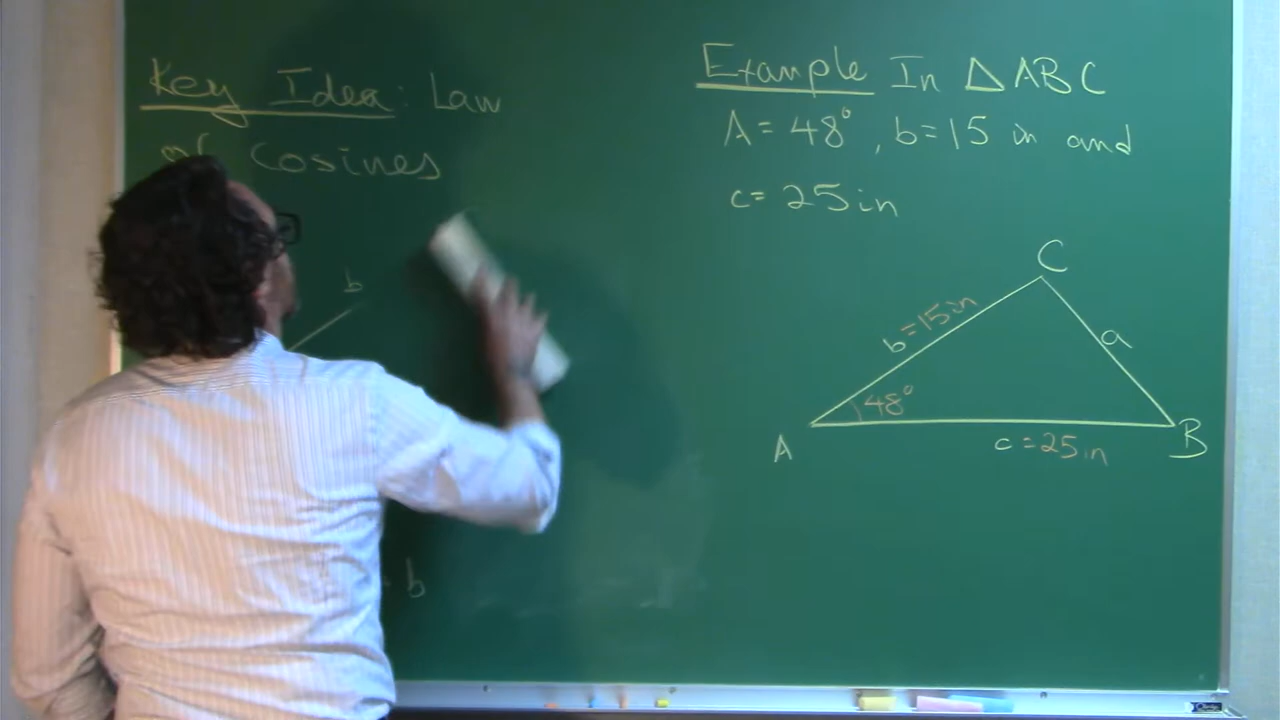 Key Idea: Law
of Cosines
b
b
Example In △ABC
A = 48°, b = 15 in and
c = 25 in
C
b = 15 in
a
48°
A
B
c = 25 in